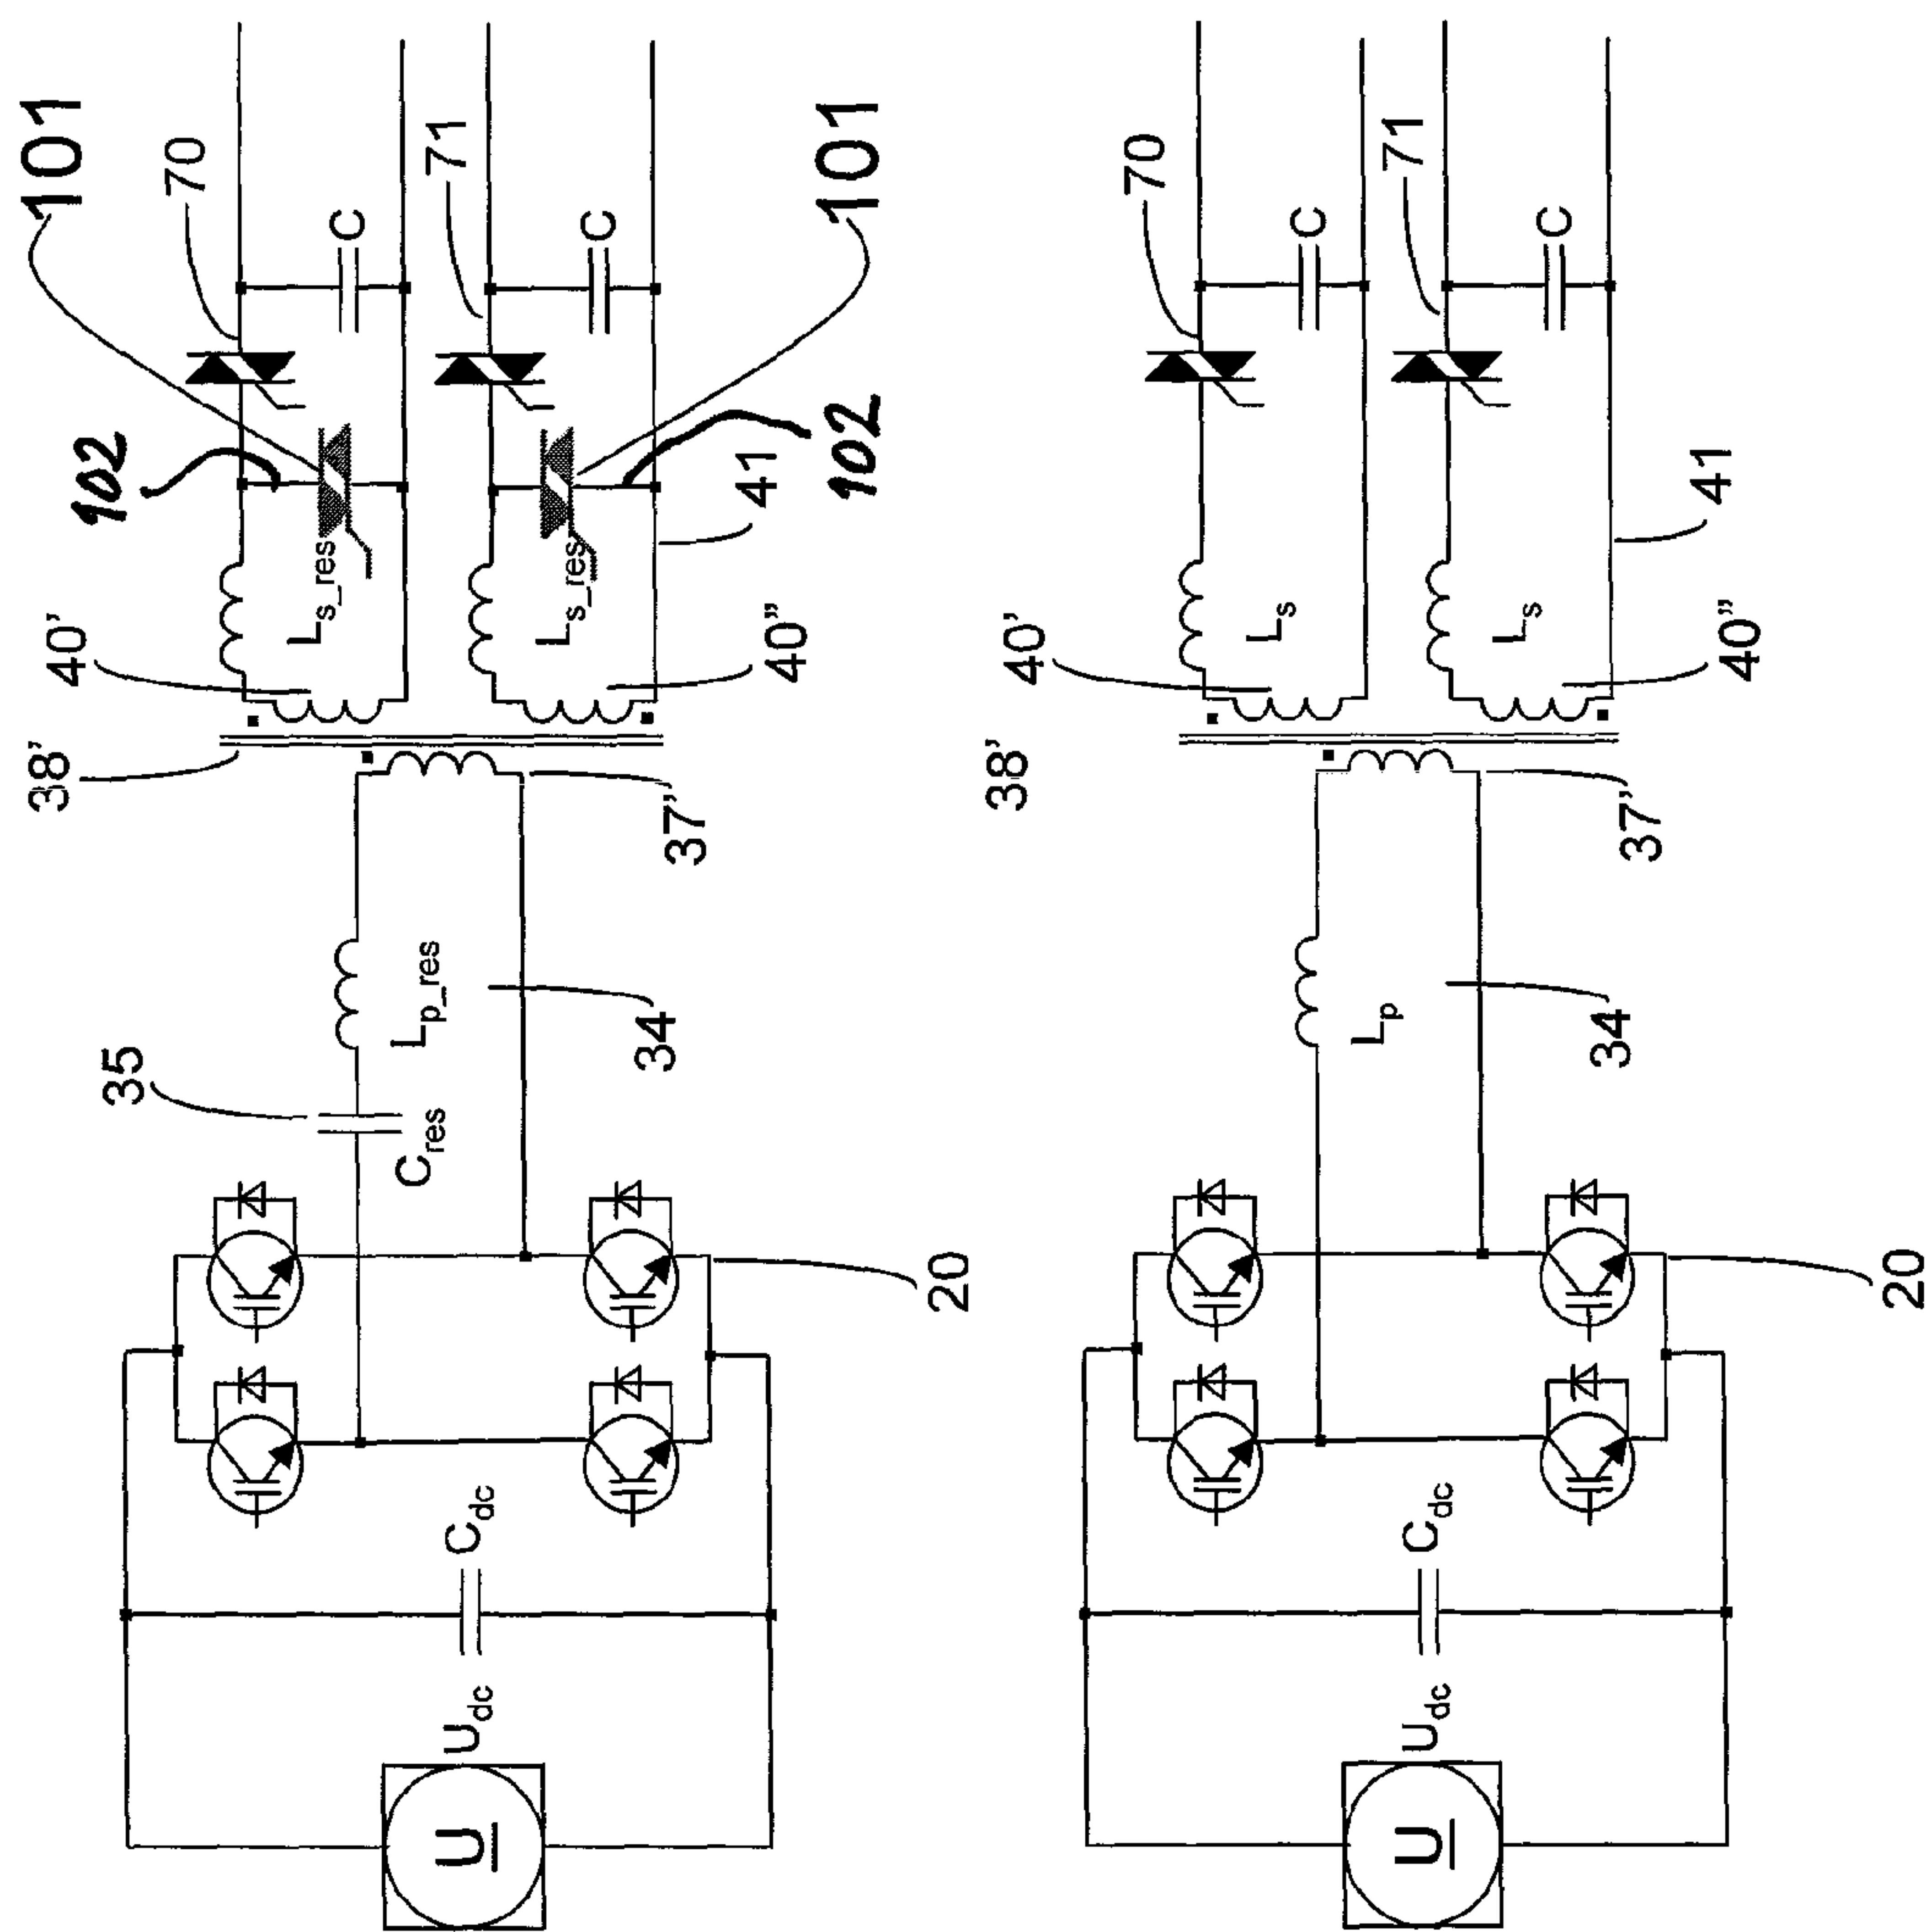 101
70
102
C
71
40'
L_s_res
38'
C
101
L_s_res
102
41
40"
35
L_p_res
C_res
34
37"
20
C_dc
U_dc
U
70
C
71
40'
L_s
38'
C
L_s
41
40"
L_p
34
37"
20
C_dc
U_dc
U